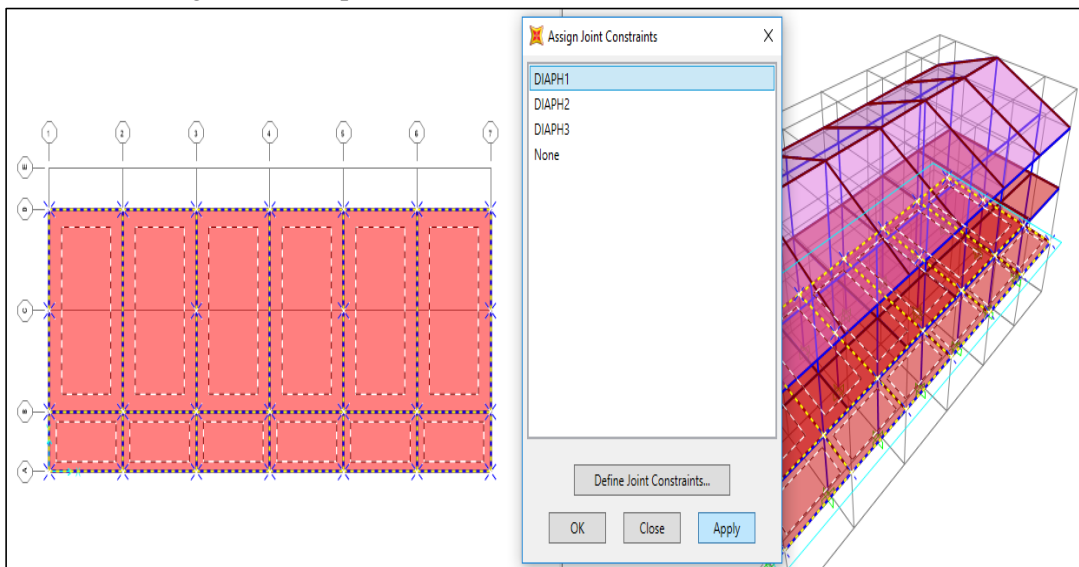 Assign Joint Constraints
X
DIAPH1
DIAPH2
DIAPH3
None
Define Joint Constraints...
OK Close Apply
1 2 3 4 5 6 7
E
D
C
B
A